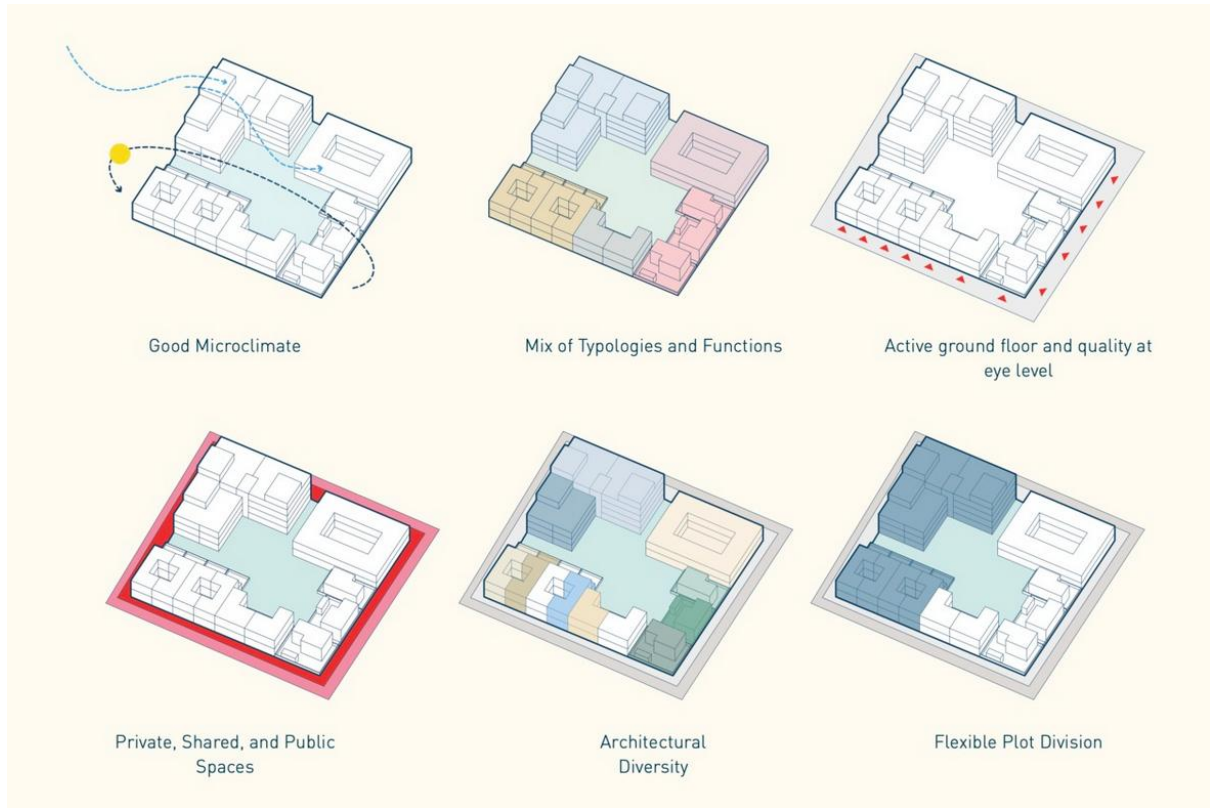 Good Microclimate
Mix of Typologies and Functions
Active ground floor and quality at
eye level
Private, Shared, and Public
Spaces
Architectural
Diversity
Flexible Plot Division